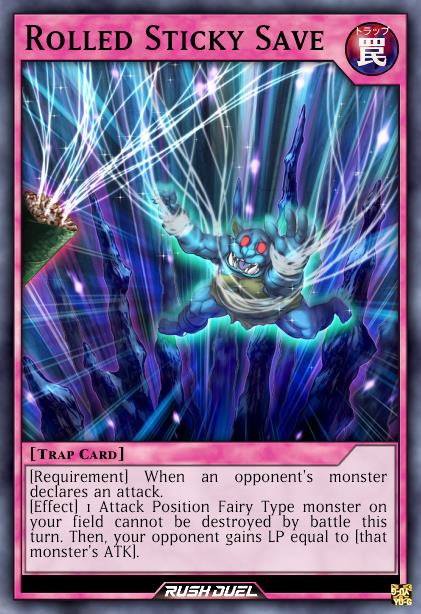 Rolled Sticky Save
トラップ
罠
[Trap Card]
[Requirement] When an opponent's monster
declares an attack.
[Effect] 1 Attack Position Fairy Type monster on
your field cannot be destroyed by battle this
turn. Then, your opponent gains LP equal to [that
monster's ATK].
RUSH DUEL